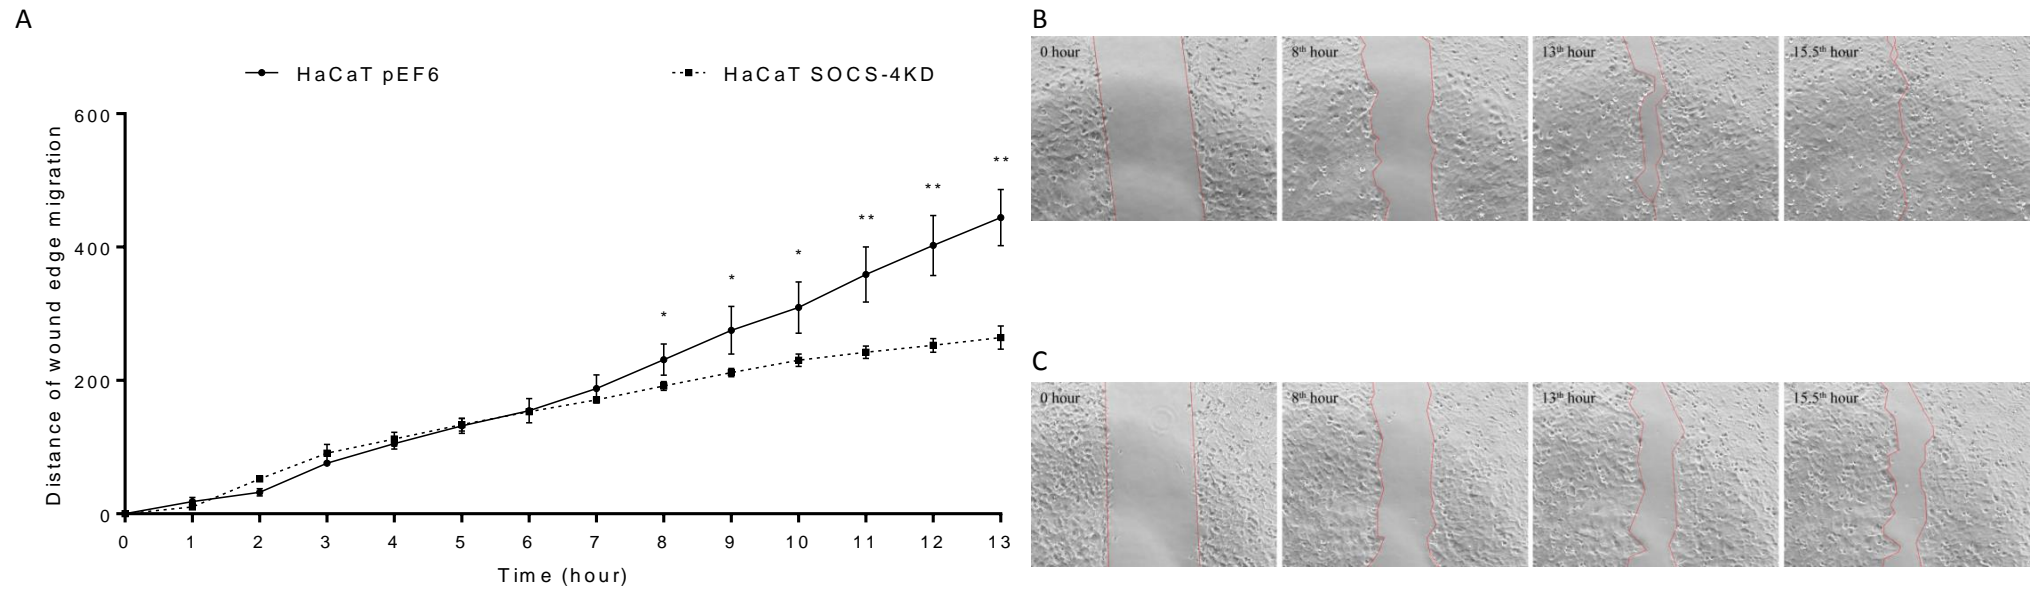 A
HaCaT pEF6
HaCaT SOCS-4KD
Distance of wound edge migration
600
400
200
0
*
*
*
**
**
**
0 1 2 3 4 5 6 7 8 9 10 11 12 13
Time (hour)
B
0 hour
8th hour
13th hour
15.5th hour
C
0 hour
8th hour
13th hour
15.5th hour